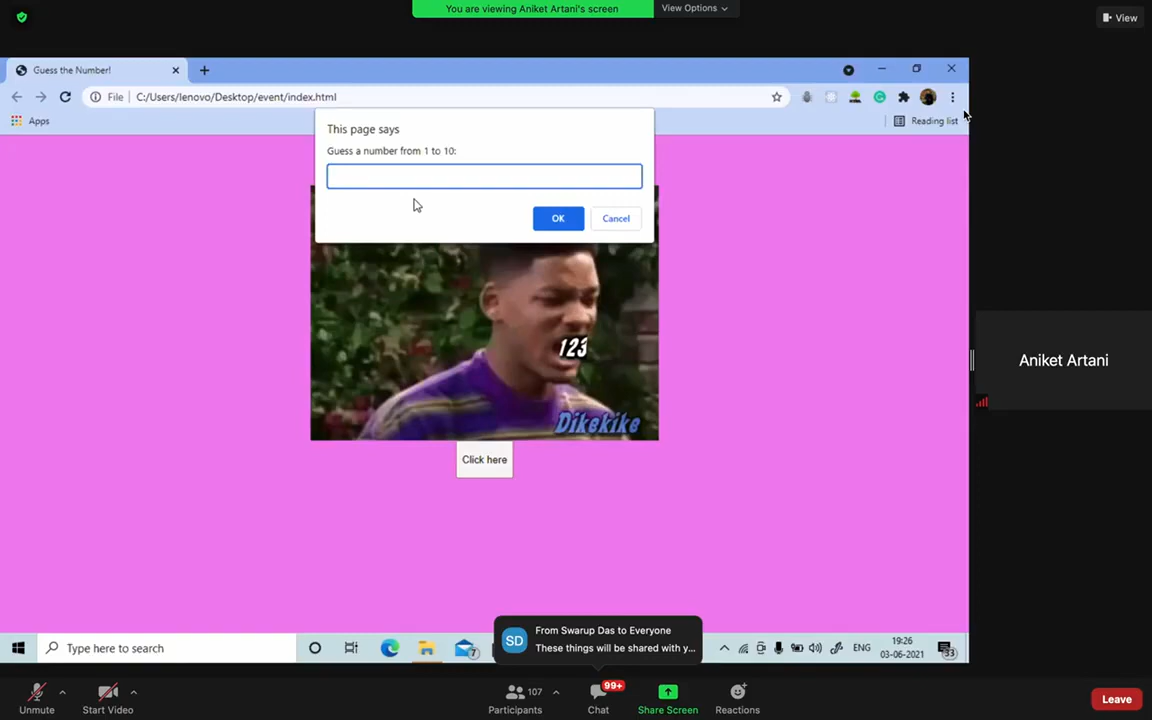 You are viewing Aniket Artani's screen
View Options
View
Guess the Number!
File
C:/Users/lenovo/Desktop/event/index.html
Apps
Reading list
This page says
Guess a number from 1 to 10:
OK
Cancel
123
Dikekike
Click here
Aniket Artani
From Swarup Das to Everyone
These things will be shared with y...
Type here to search
7
ENG
19:26
03-06-2021
33
Unmute
Start Video
107
Participants
99+
Chat
Share Screen
Reactions
Leave